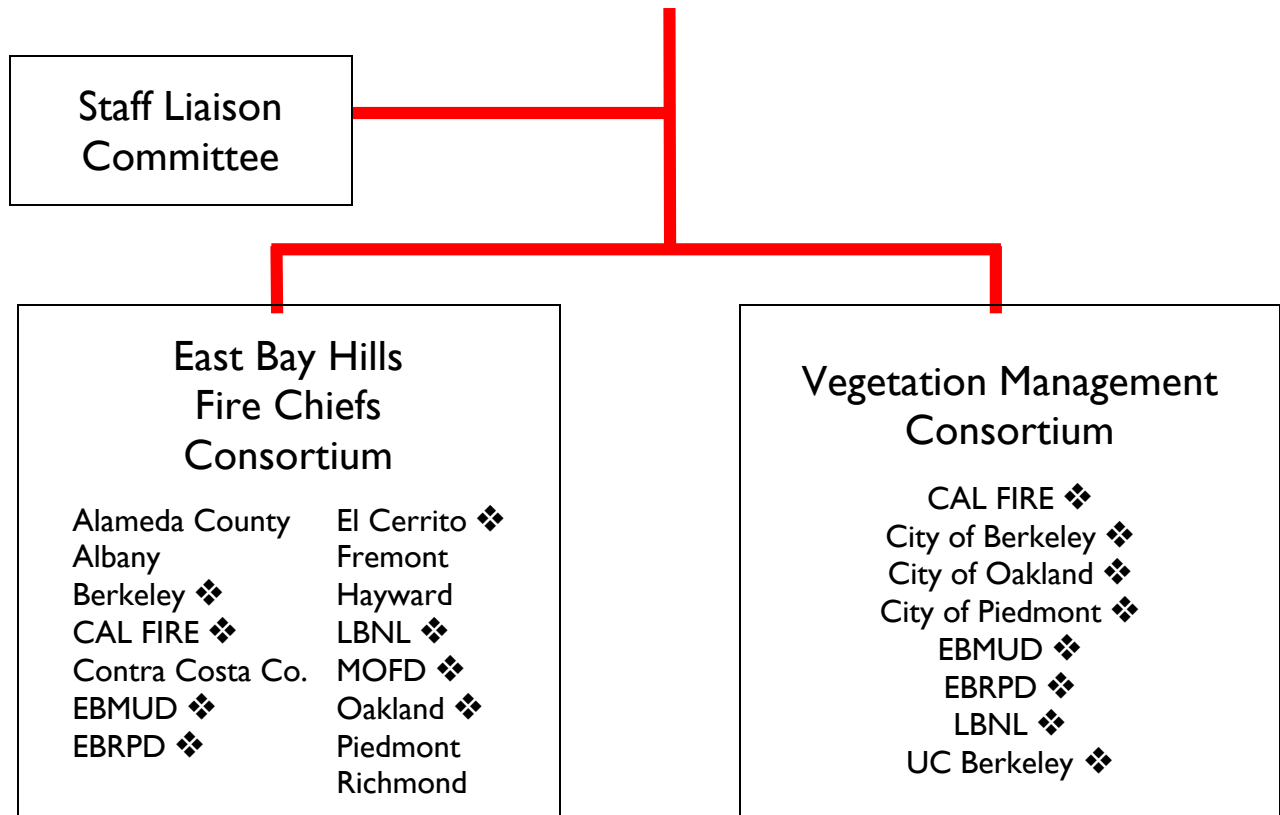 Staff Liaison
Committee
East Bay Hills
Fire Chiefs
Consortium
Alameda County
Albany
Berkeley ❖
CAL FIRE ❖
Contra Costa Co.
EBMUD ❖
EBRPD ❖
El Cerrito ❖
Fremont
Hayward
LBNL ❖
MOFD ❖
Oakland ❖
Piedmont
Richmond
Vegetation Management
Consortium
CAL FIRE ❖
City of Berkeley ❖
City of Oakland ❖
City of Piedmont ❖
EBMUD ❖
EBRPD ❖
LBNL ❖
UC Berkeley ❖